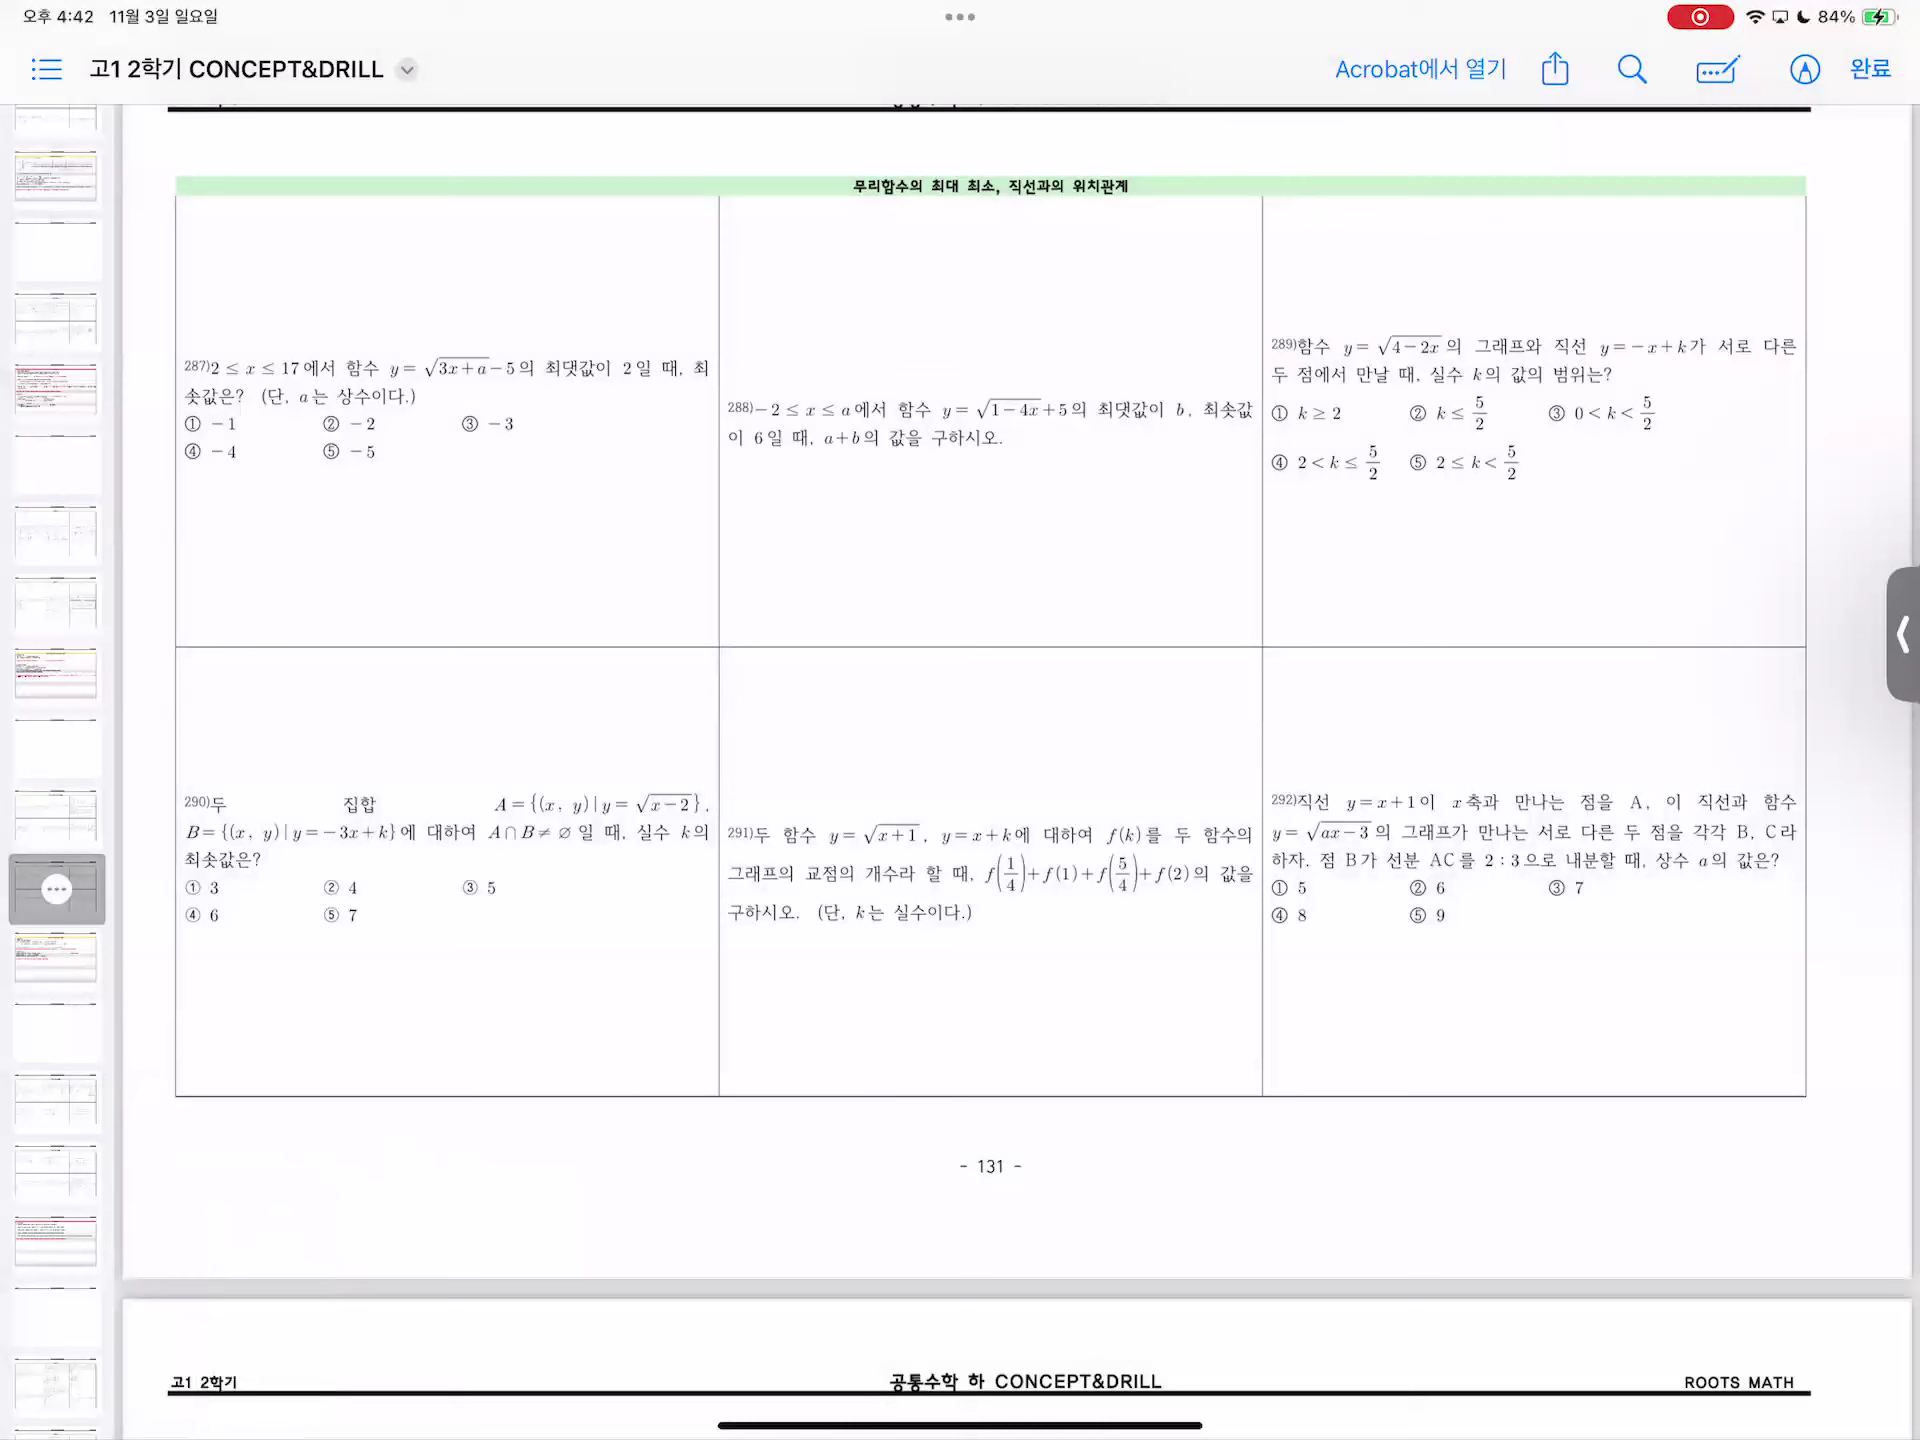 오후 4:42 11월 3일 일요일
84%
고1 2학기 CONCEPT&DRILL
Acrobat에서 열기
완료
무리함수의 최대 최소, 직선과의 위치관계
287)2 ≤ x ≤ 17에서 함수 y = √(3x+a) − 5의 최댓값이 2일 때, 최
솟값은? (단, a는 상수이다.)
① −1 ② −2 ③ −3
④ −4 ⑤ −5
288)−2 ≤ x ≤ a에서 함수 y = √(1−4x) + 5의 최댓값이 b, 최솟값
이 6일 때, a+b의 값을 구하시오.
289)함수 y = √(4−2x)의 그래프와 직선 y = −x+k가 서로 다른
두 점에서 만날 때, 실수 k의 값의 범위는?
① k ≥ 2 ② k ≤ 5/2 ③ 0 < k < 5/2
④ 2 < k ≤ 5/2 ⑤ 2 ≤ k < 5/2
290)두 집합 A = {(x, y) | y = √(x−2)},
B = {(x, y) | y = −3x+k}에 대하여 A∩B ≠ ∅일 때, 실수 k의
최솟값은?
① 3 ② 4 ③ 5
④ 6 ⑤ 7
291)두 함수 y = √(x+1), y = x+k에 대하여 f(k)를 두 함수의
그래프의 교점의 개수라 할 때, f(1/4)+f(1)+f(5/4)+f(2)의 값을
구하시오. (단, k는 실수이다.)
292)직선 y = x+1이 x축과 만나는 점을 A, 이 직선과 함수
y = √(ax−3)의 그래프가 만나는 서로 다른 두 점을 각각 B, C라
하자. 점 B가 선분 AC를 2 : 3으로 내분할 때, 상수 a의 값은?
① 5 ② 6 ③ 7
④ 8 ⑤ 9
- 131 -
고1 2학기 공통수학 하 CONCEPT&DRILL ROOTS MATH